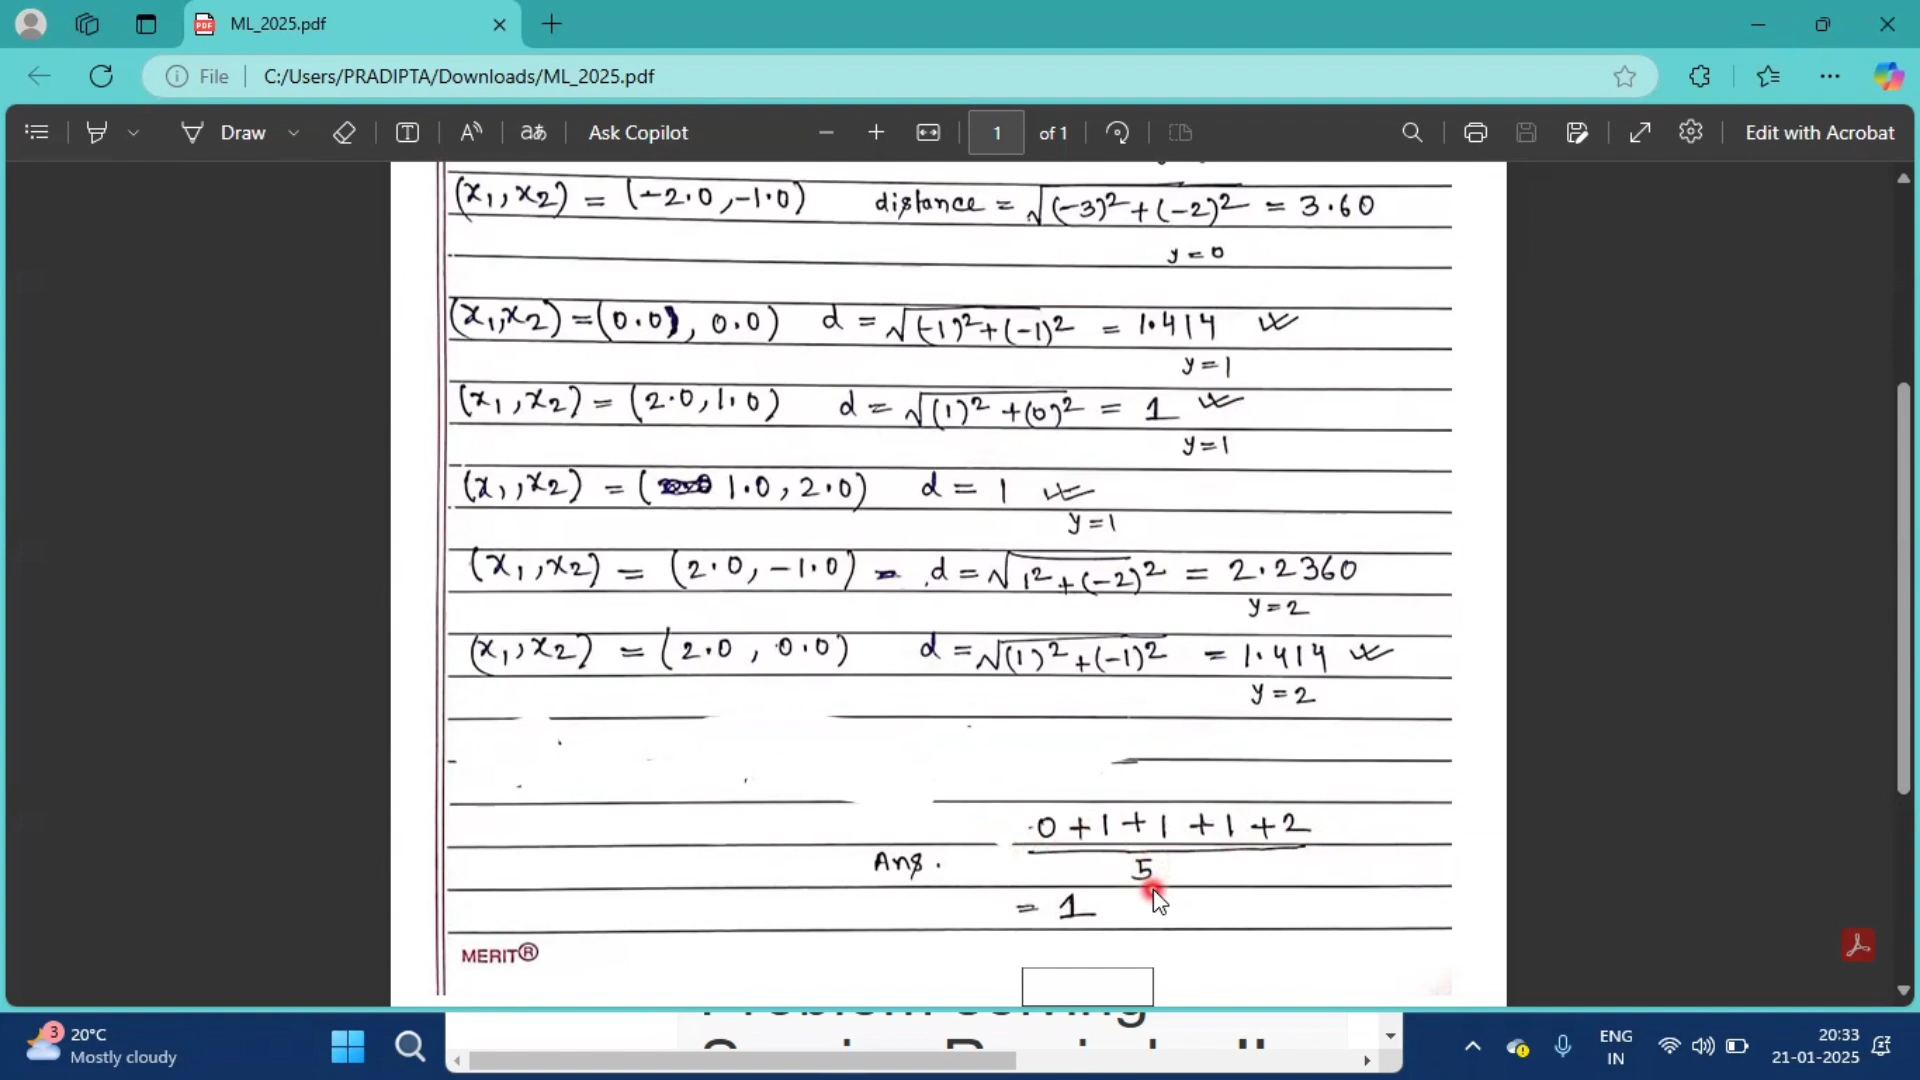 ML_2025.pdf
File C:/Users/PRADIPTA/Downloads/ML_2025.pdf
Draw Ask Copilot 1 of 1 Edit with Acrobat
(x₁, x₂) = (-2.0, -1.0) distance = √(-3)²+(-2)² = 3.60
y = 0
(x₁, x₂) = (0.0, 0.0) d = √(-1)²+(-1)² = 1.414
y = 1
(x₁, x₂) = (2.0, 1.0) d = √(1)²+(0)² = 1
y = 1
(x₁, x₂) = (1.0, 2.0) d = 1
y = 1
(x₁, x₂) = (2.0, -1.0) - d = √1²+(-2)² = 2.2360
y = 2
(x₁, x₂) = (2.0, 0.0) d = √(1)²+(-1)² = 1.414
y = 2
0 + 1 + 1 + 1 + 2
Ans. 5
= 1
MERIT®
3 20°C
Mostly cloudy
ENG
IN
20:33
21-01-2025